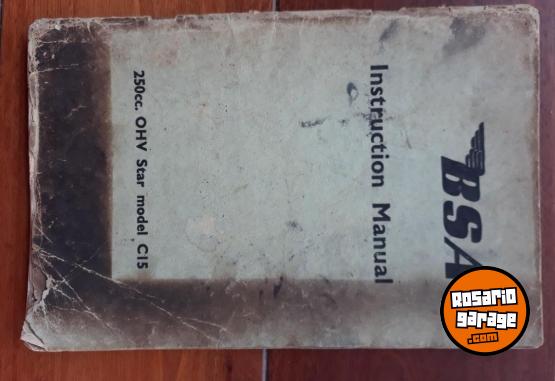 BSA
Instruction Manual
250cc. OHV Star model C15
Rosario
garage
.com